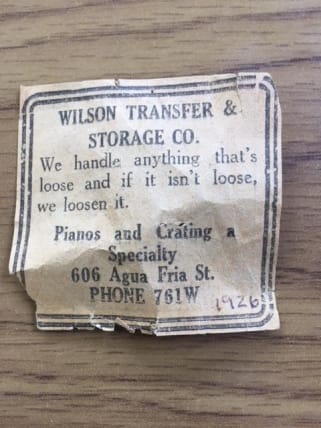 WILSON TRANSFER &
STORAGE CO.
We handle anything that's
loose and if it isn't loose,
we loosen it.
Pianos and Crating a
Specialty
606 Agua Fria St.
PHONE 761W
1926